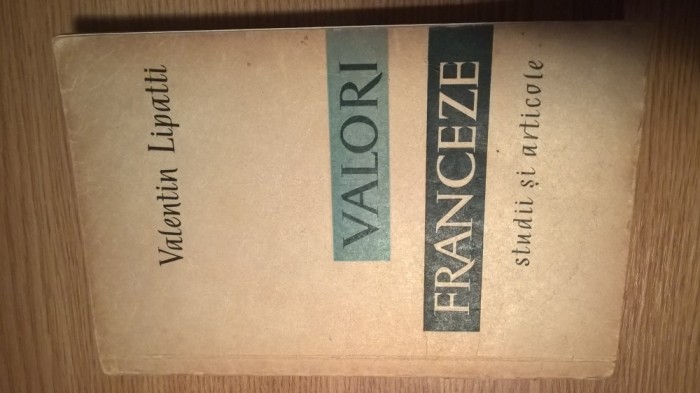 Valentin Lipatti
VALORI
FRANCEZE
studii și articole